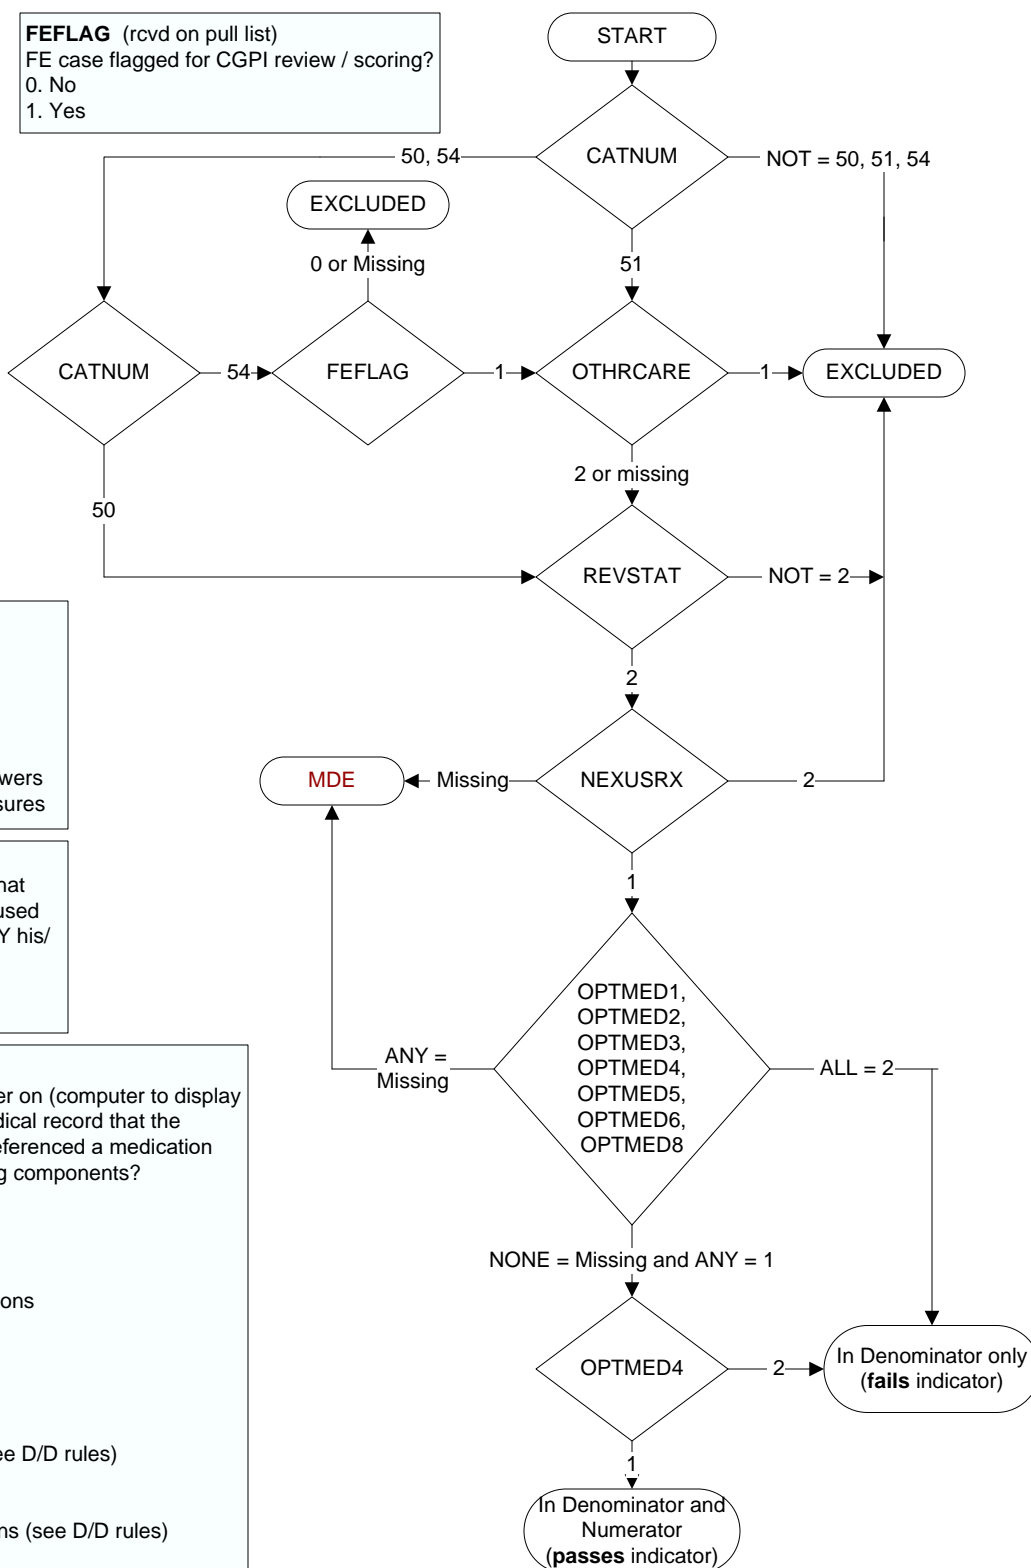 FEFLAG (rcvd on pull list)
FE case flagged for CGPI review / scoring?
0. No
1. Yes
START
CATNUM
50, 54
NOT = 50, 51, 54
EXCLUDED
0 or Missing
51
CATNUM
54
FEFLAG
1
OTHRCARE
1
EXCLUDED
2 or missing
50
REVSTAT
NOT = 2
2
MDE
Missing
NEXUSRX
2
1
OPTMED1,
OPTMED2,
OPTMED3,
OPTMED4,
OPTMED5,
OPTMED6,
OPTMED8
ANY =
Missing
ALL = 2
NONE = Missing and ANY = 1
OPTMED4
2
In Denominator only
(fails indicator)
1
In Denominator and
Numerator
(passes indicator)
wers
sures
hat
used
Y his/
er on (computer to display
dical record that the
eferenced a medication
g components?
ons
ee D/D rules)
ns (see D/D rules)